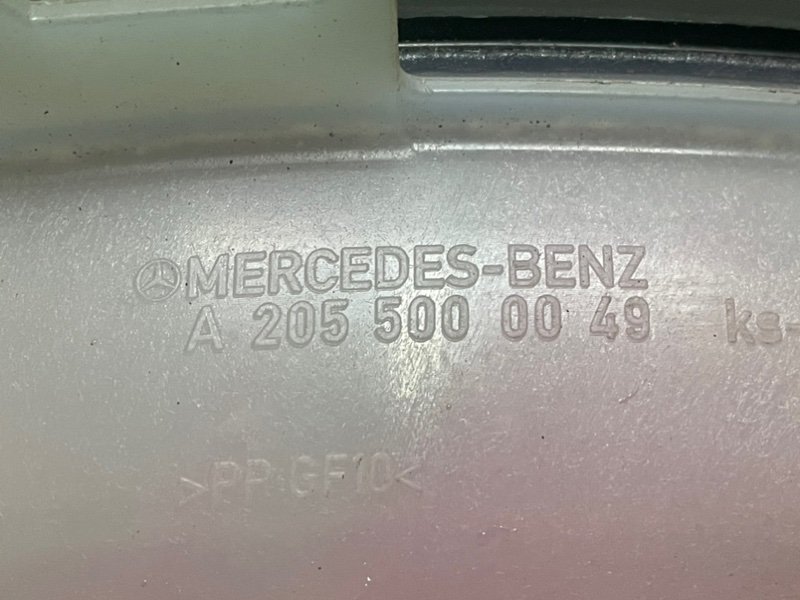 MERCEDES-BENZ
A 205 500 00 49
ks-
>PP-GF10<